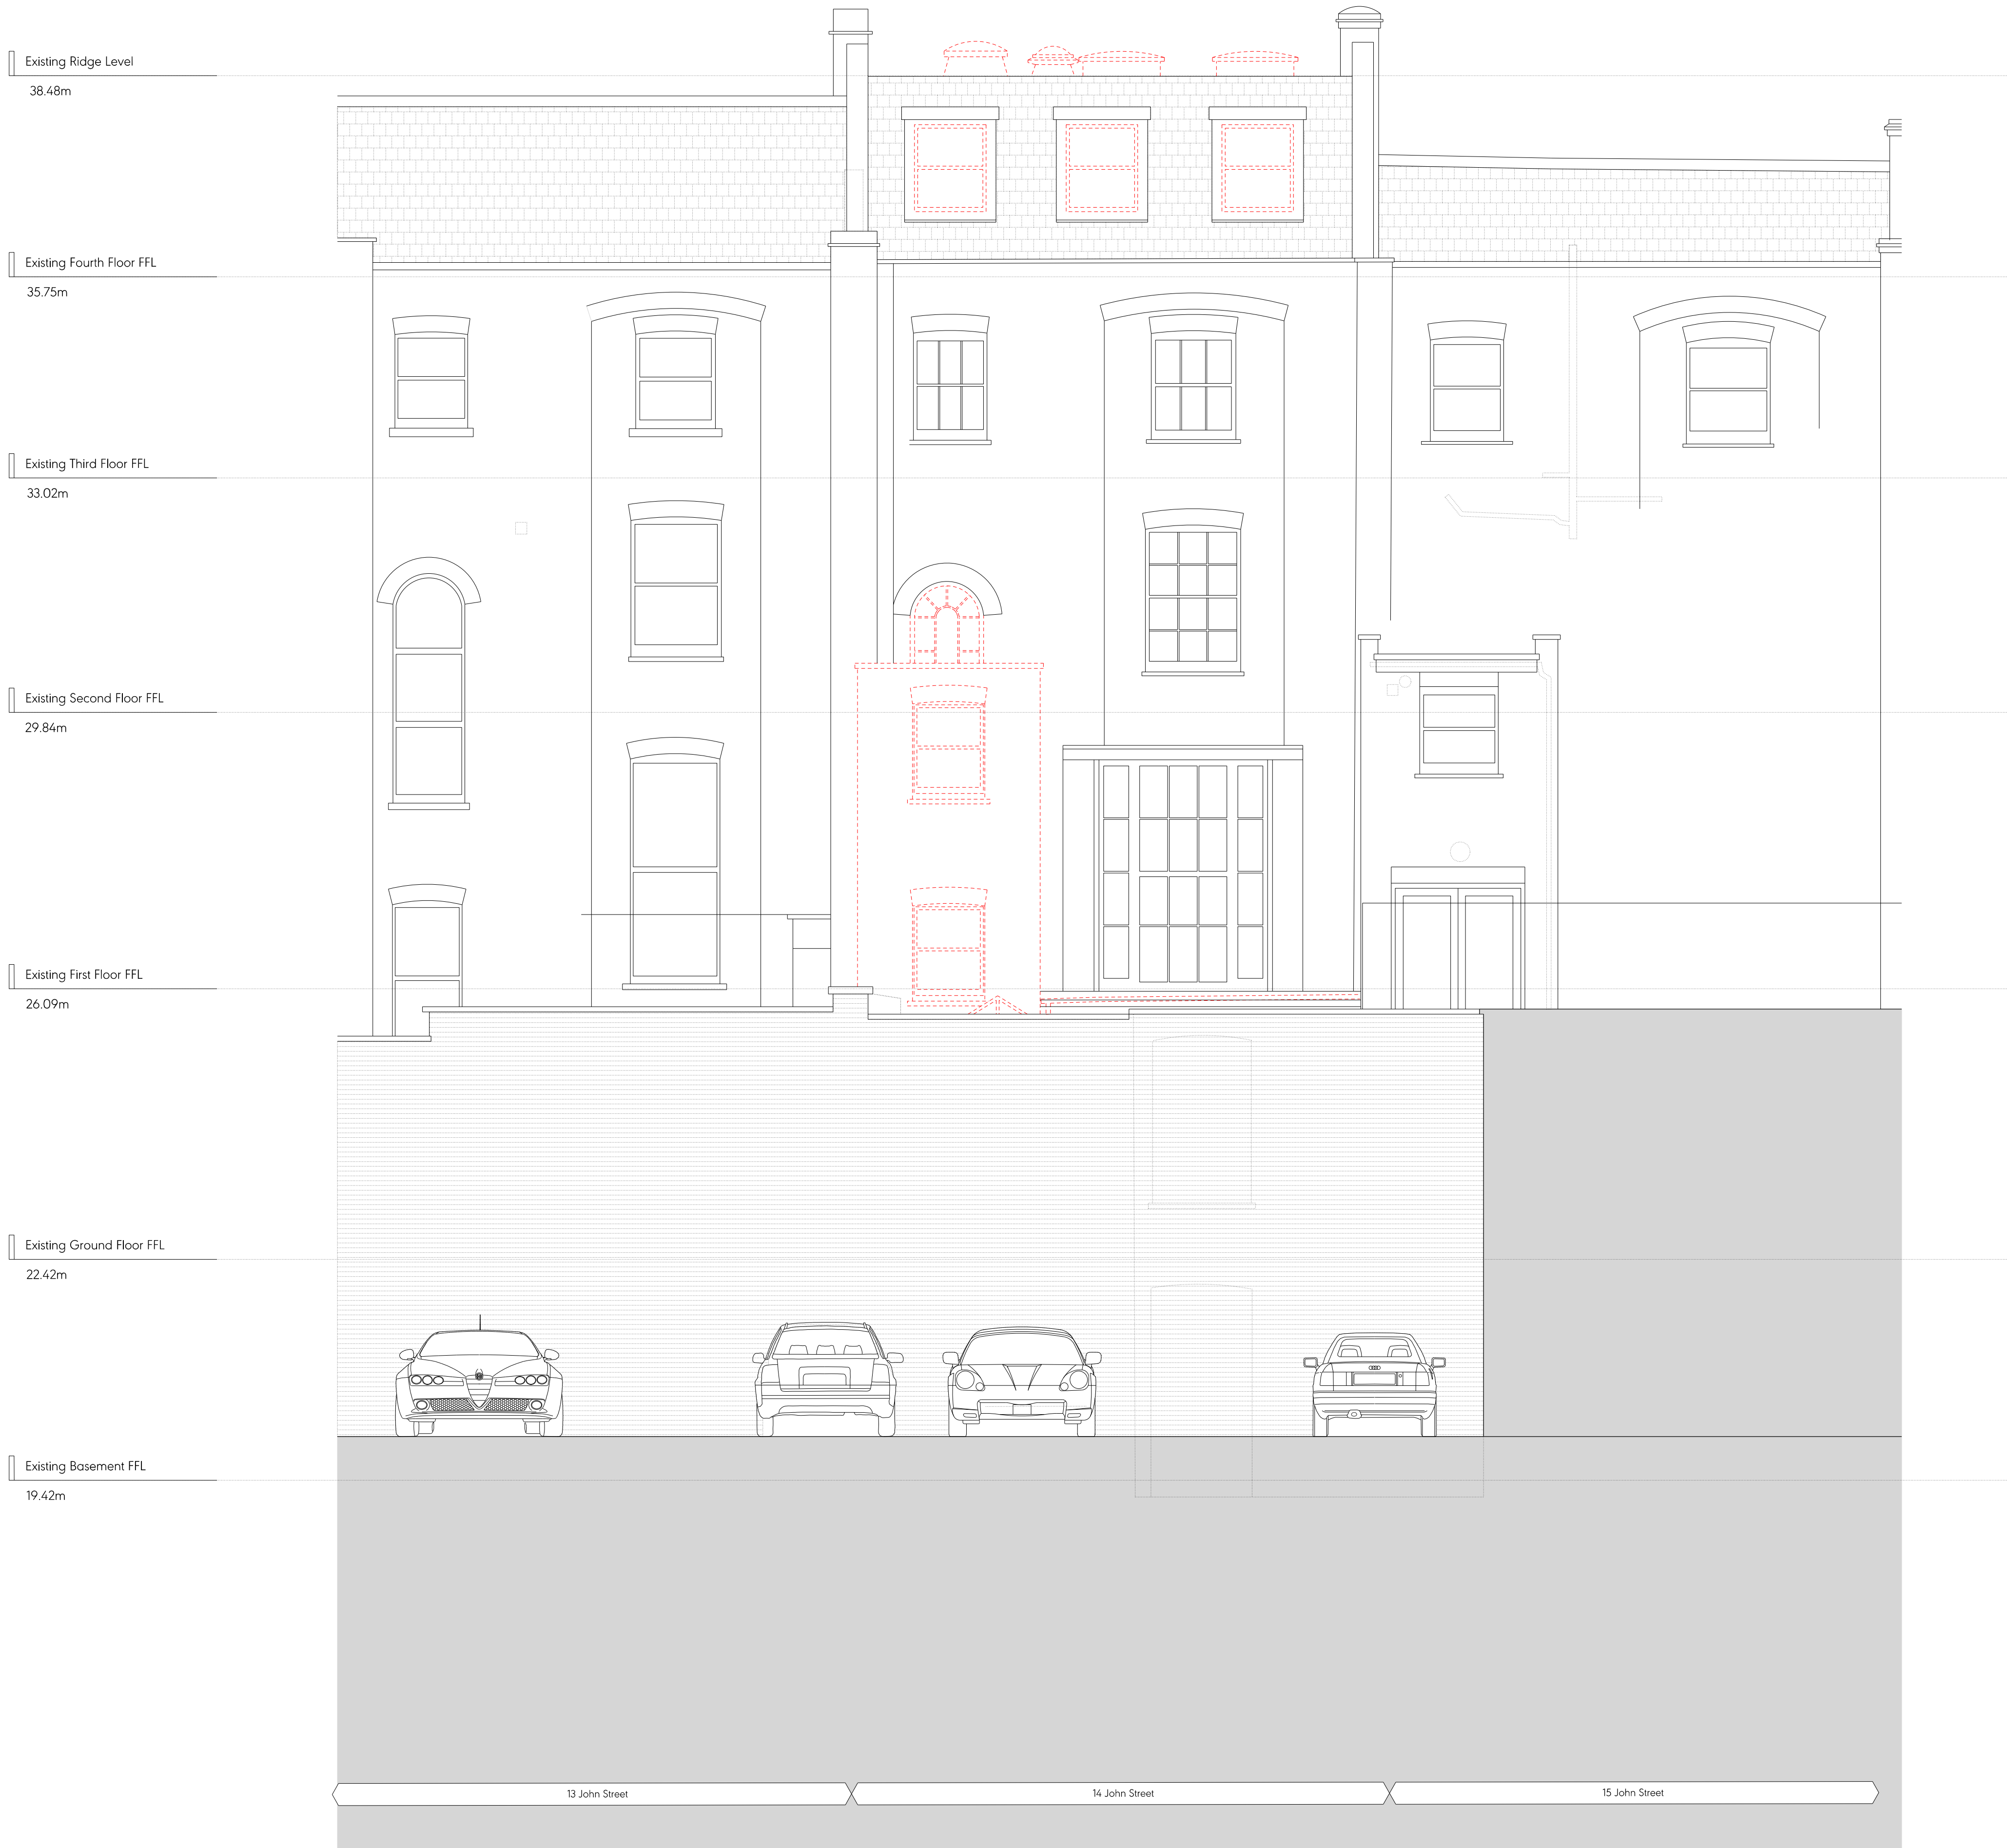 Existing Ridge Level
38.48m
Existing Fourth Floor FFL
35.75m
Existing Third Floor FFL
33.02m
Existing Second Floor FFL
29.84m
Existing First Floor FFL
26.09m
Existing Ground Floor FFL
22.42m
Existing Basement FFL
19.42m
13 John Street
14 John Street
15 John Street